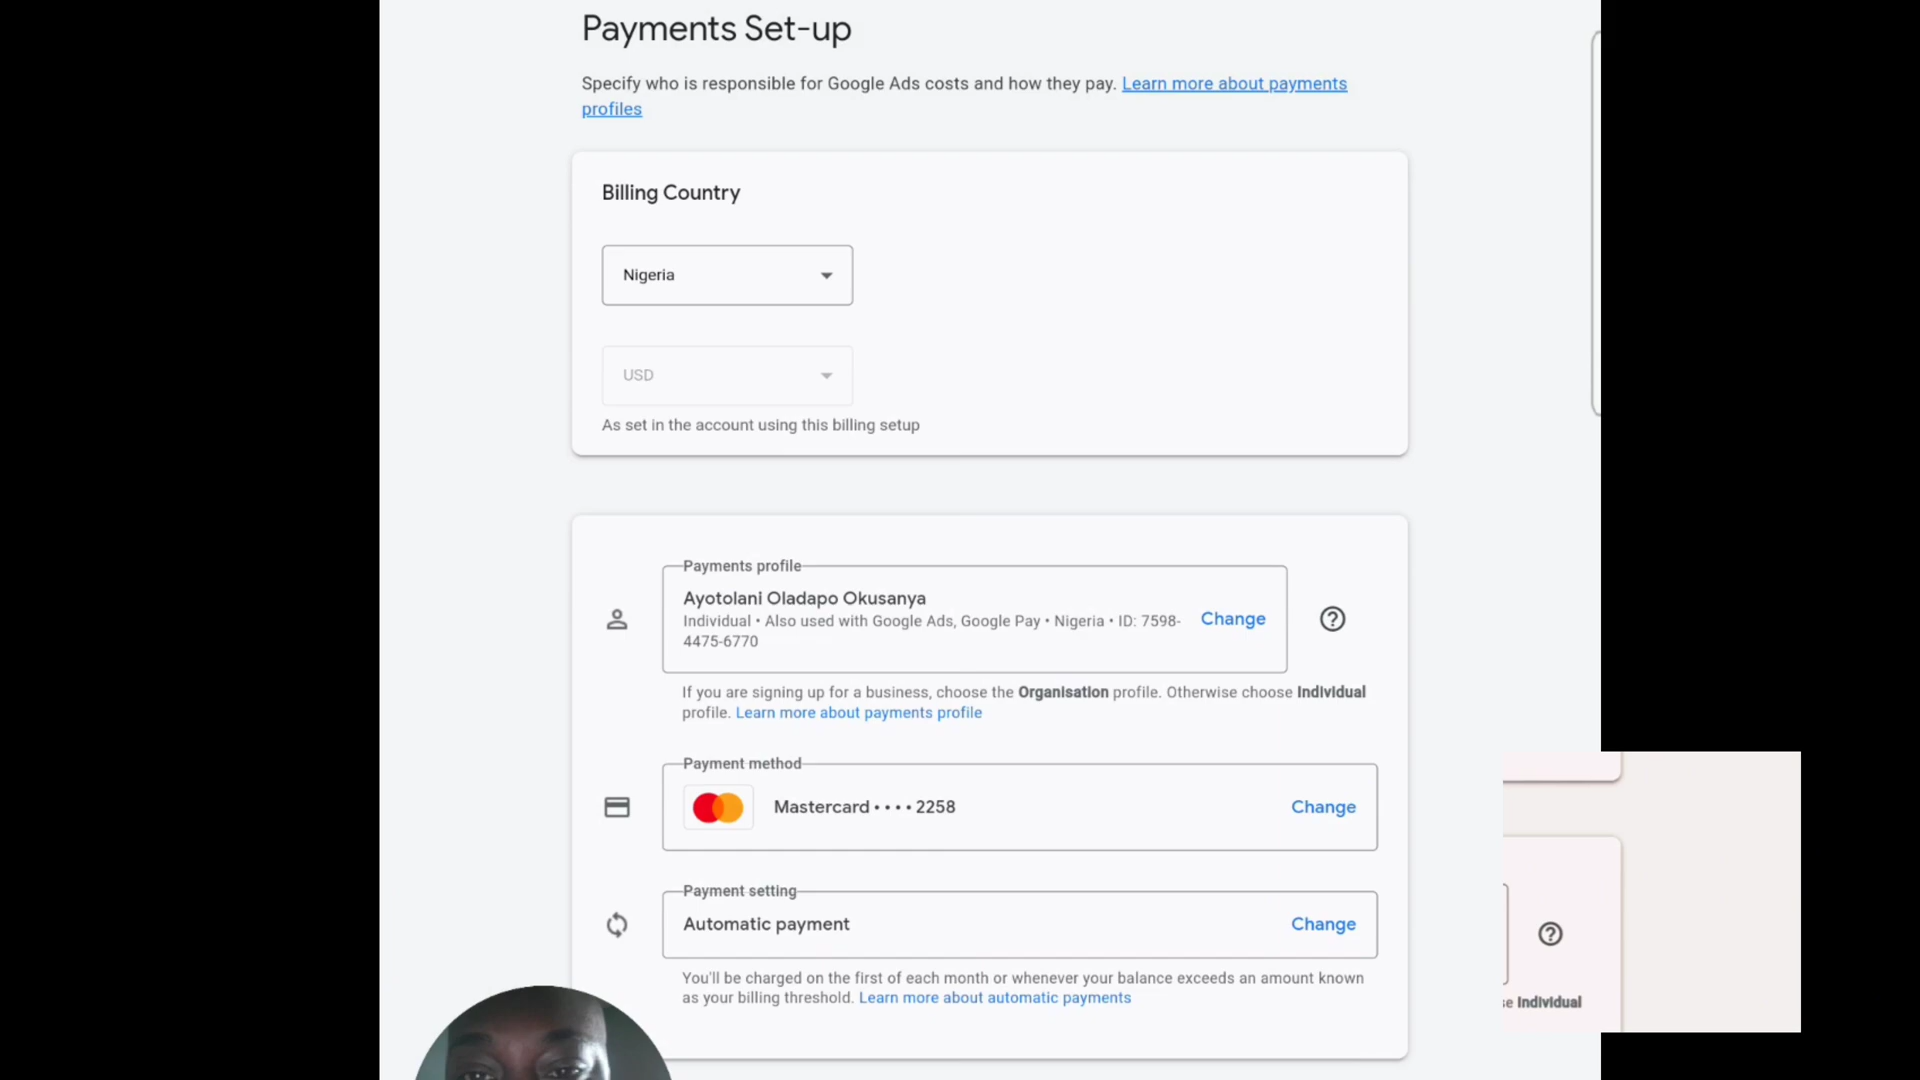 Payments Set-up
Specify who is responsible for Google Ads costs and how they pay. Learn more about payments
profiles
Billing Country
Nigeria
USD
As set in the account using this billing setup
Payments profile
Ayotolani Oladapo Okusanya
Individual • Also used with Google Ads, Google Pay • Nigeria • ID: 7598-
4475-6770
Change
If you are signing up for a business, choose the Organisation profile. Otherwise choose Individual
profile. Learn more about payments profile
Payment method
Mastercard •••• 2258
Change
Payment setting
Automatic payment
Change
You'll be charged on the first of each month or whenever your balance exceeds an amount known
as your billing threshold. Learn more about automatic payments
se Individual